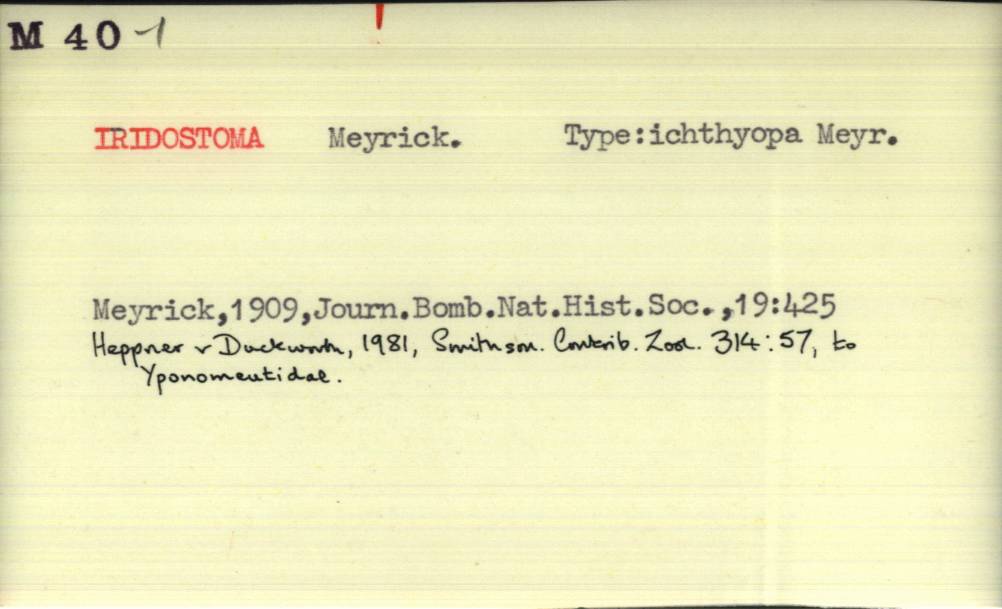 M 40-1
IRIDOSTOMA Meyrick. Type:ichthyopa Meyr.
Meyrick,1909,Journ.Bomb.Nat.Hist.Soc.,19:425
Heppner & Duckworth, 1981, Smithson. Contrib. Zool. 314:57, to
Yponomeutidae.